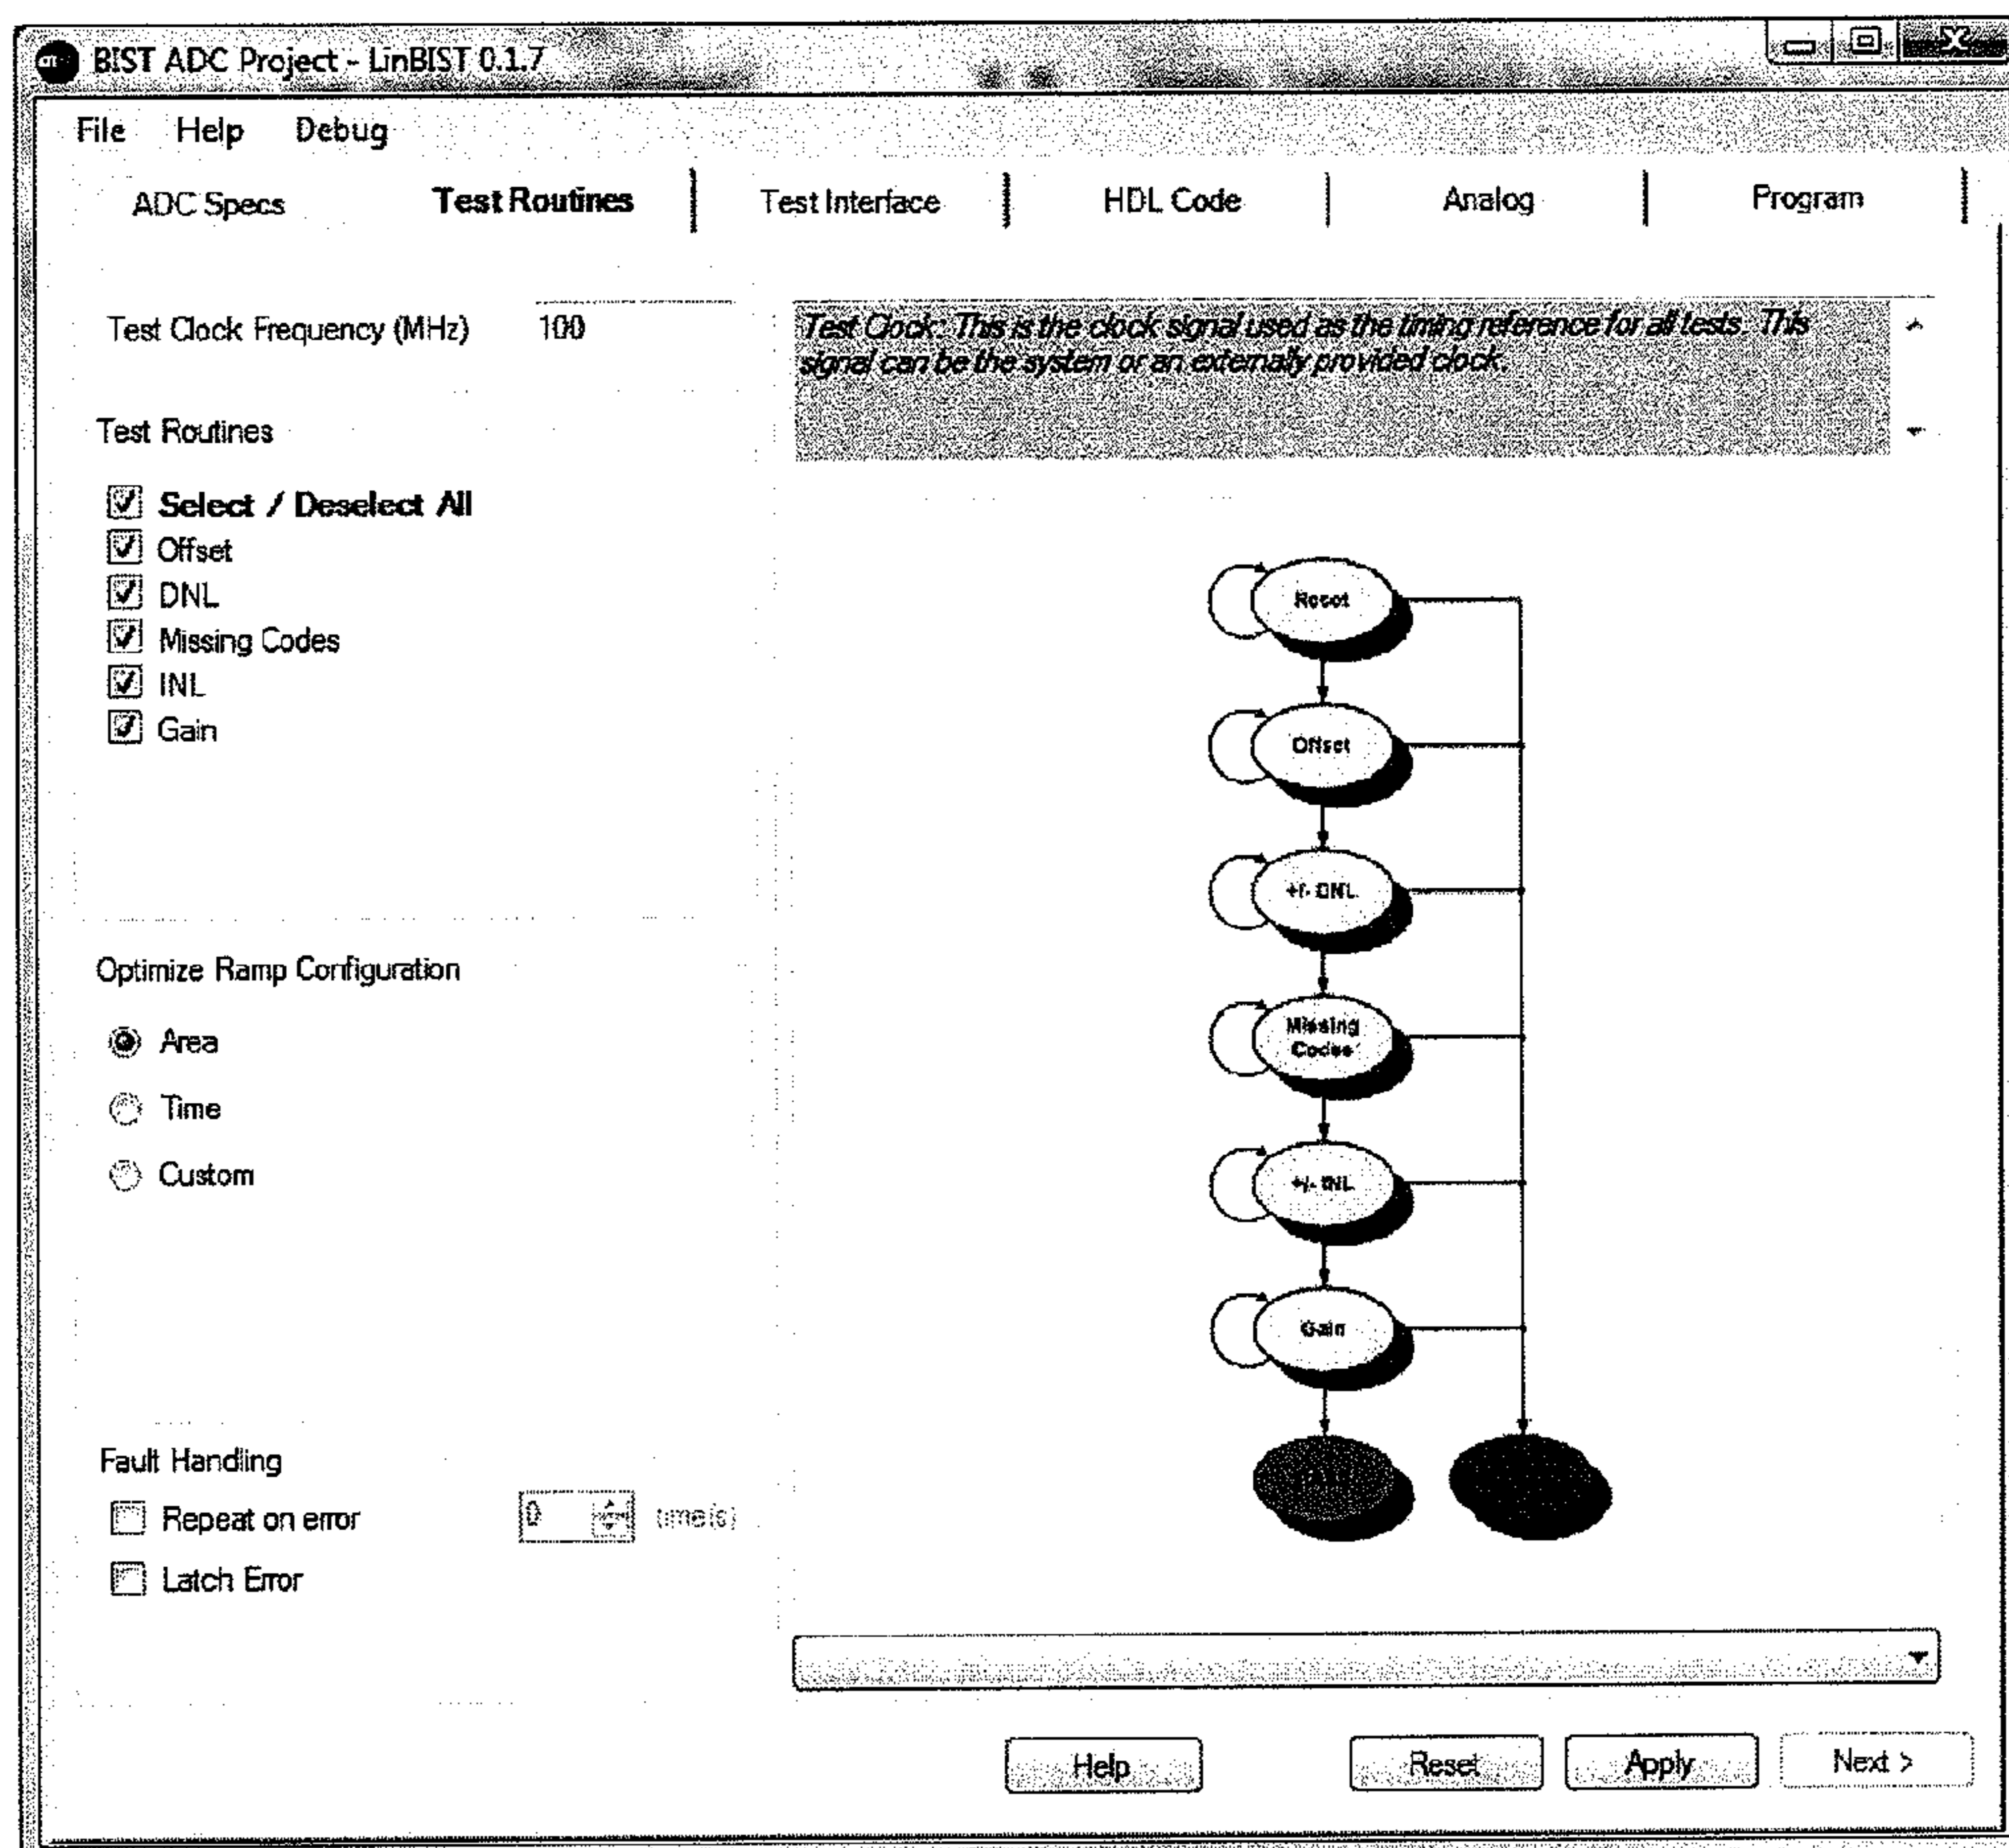 BIST ADC Project - LinBIST 0.1.7
File Help Debug
ADC Specs Test Routines Test Interface HDL Code Analog Program
Test Clock Frequency (MHz) 100
Test Clock: This is the clock signal used as the timing reference for all tests. This
signal can be the system or an externally provided clock.
Test Routines
Select / Deselect All
Offset
DNL
Missing Codes
INL
Gain
Optimize Ramp Configuration
Area
Time
Custom
Fault Handling
Repeat on error 0 time(s)
Latch Error
Reset
Offset
+/- DNL
Missing
Codes
+/- INL
Gain
Help Reset Apply Next >